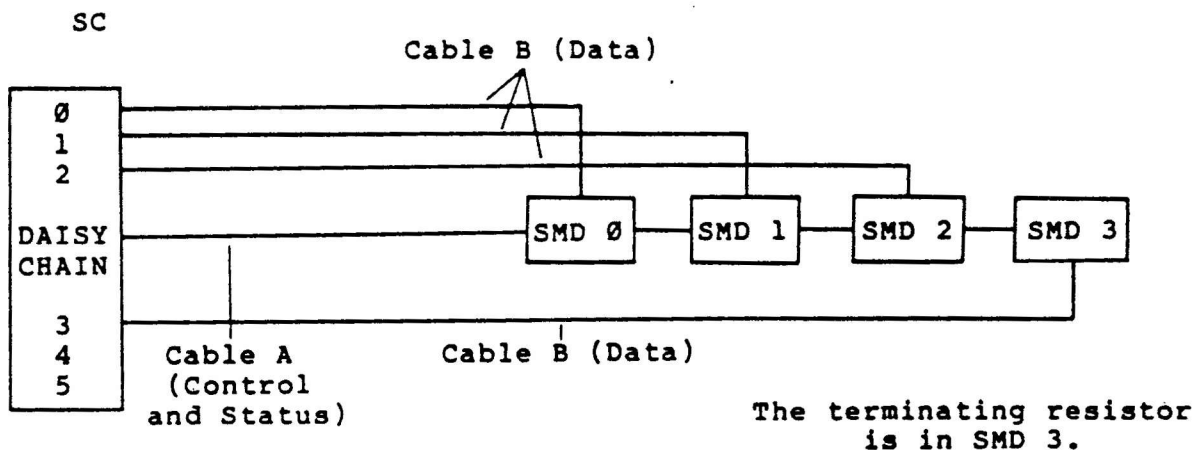 SC
Cable B (Data)
Ø
1
2
DAISY
CHAIN
SMD Ø
SMD 1
SMD 2
SMD 3
3
4
5
Cable A
(Control
and Status)
Cable B (Data)
The terminating resistor
is in SMD 3.